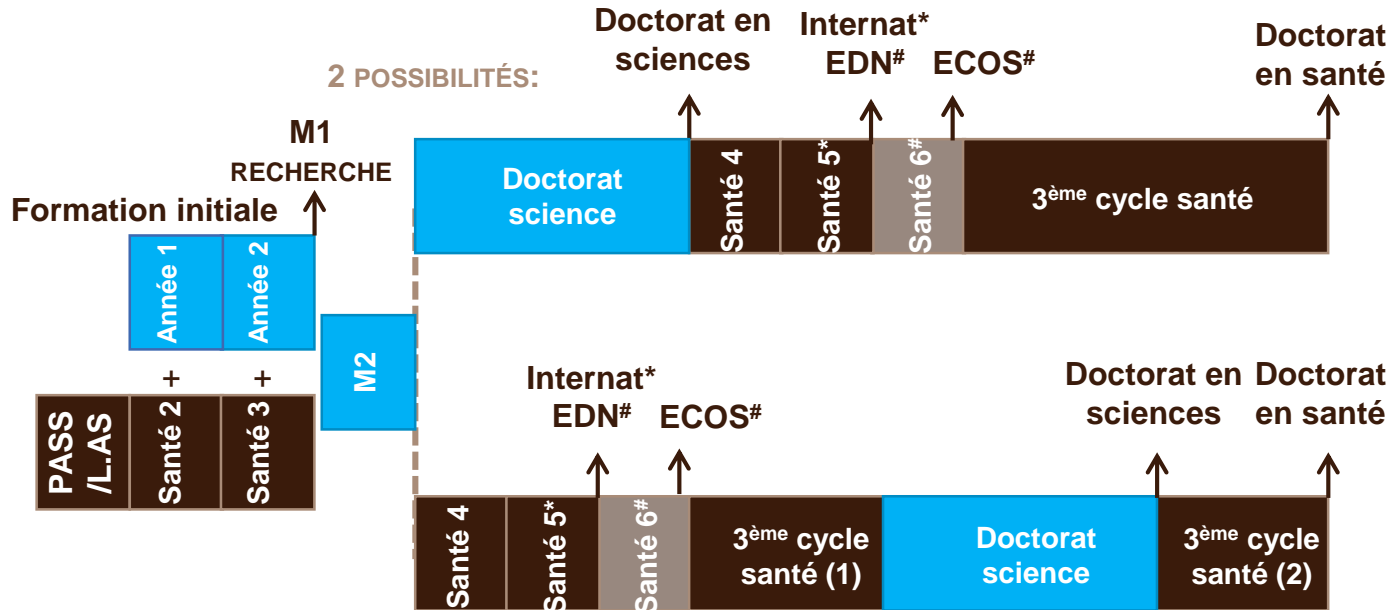 2 POSSIBILITÉS:
Doctorat en
sciences
Internat*
EDN#
ECOS#
Doctorat
en santé
M1
RECHERCHE
Formation initiale
Année 1
Année 2
+
+
PASS
/L.AS
Santé 2
Santé 3
M2
Doctorat
science
Santé 4
Santé 5*
Santé 6#
3ème cycle santé
Internat*
EDN#
ECOS#
Doctorat en
sciences
Doctorat
en santé
Santé 4
Santé 5*
Santé 6#
3ème cycle
santé (1)
Doctorat
science
3ème cycle
santé (2)